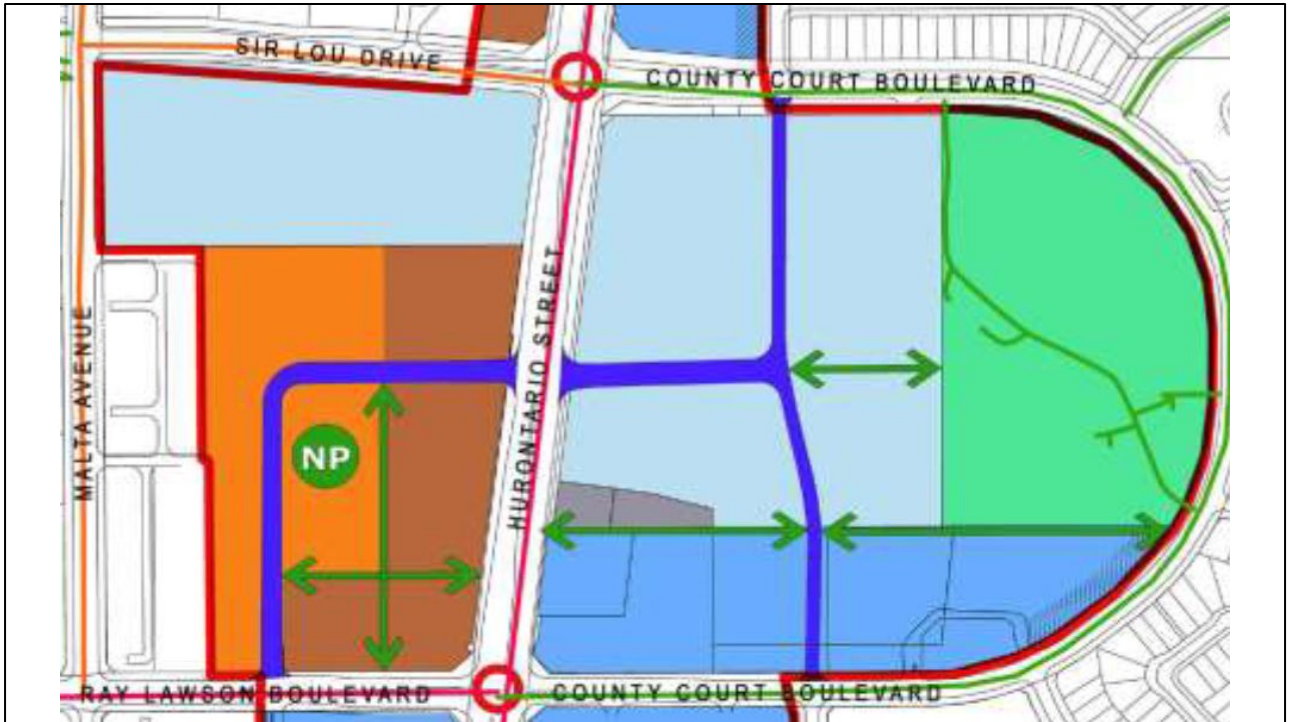 SIR LOU DRIVE
COUNTY COURT BOULEVARD
HURONTARIO STREET
MALTA AVENUE
NP
RAY LAWSON BOULEVARD
COUNTY COURT BOULEVARD